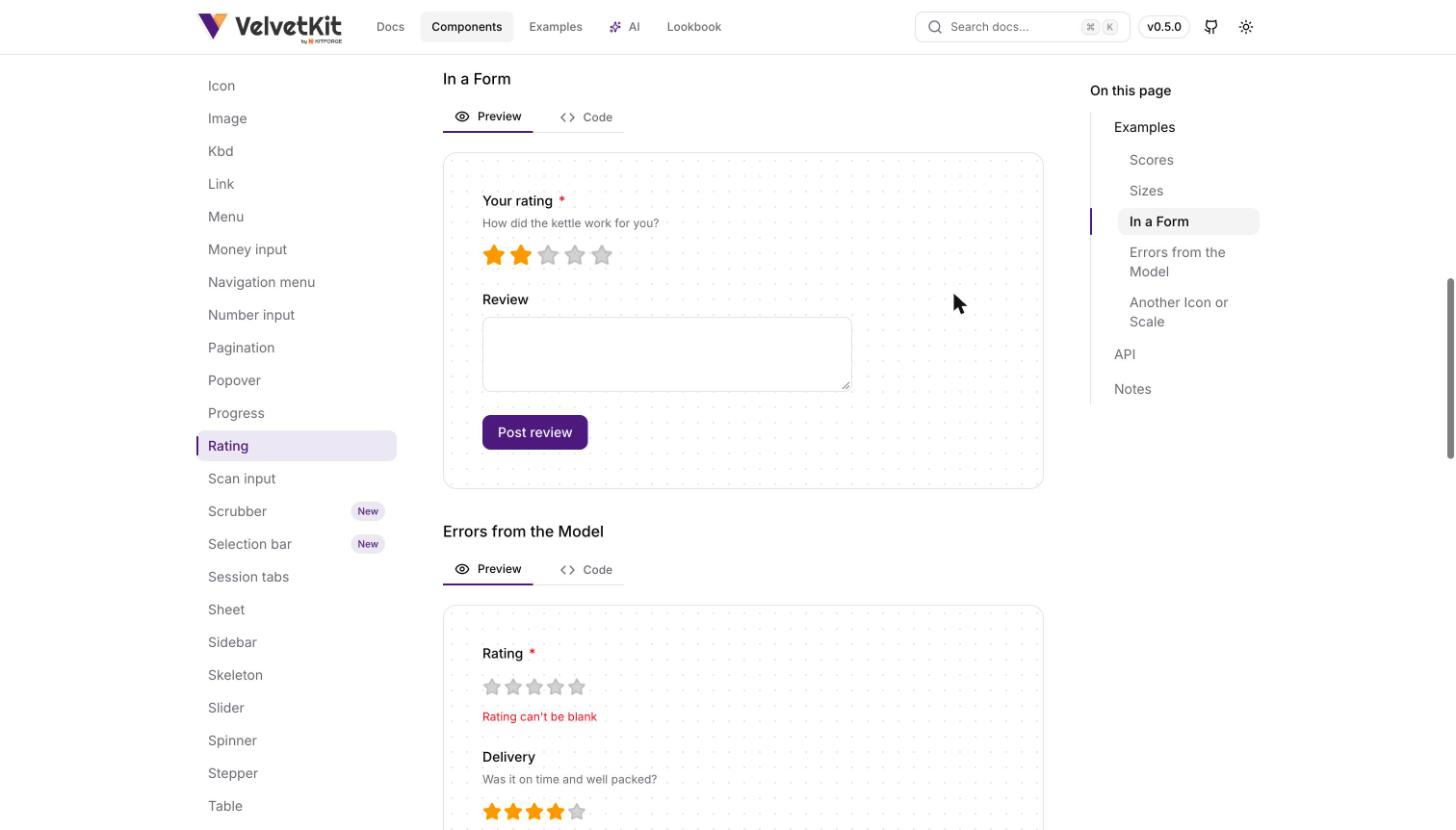 VelvetKit
by KITFORGE
Docs
Components
Examples
AI
Lookbook
Search docs...
⌘ K
v0.5.0
Icon
Image
Kbd
Link
Menu
Money input
Navigation menu
Number input
Pagination
Popover
Progress
Rating
Scan input
Scrubber New
Selection bar New
Session tabs
Sheet
Sidebar
Skeleton
Slider
Spinner
Stepper
Table
In a Form
Preview
Code
Your rating *
How did the kettle work for you?
Review
Post review
Errors from the Model
Preview
Code
Rating *
Rating can't be blank
Delivery
Was it on time and well packed?
On this page
Examples
Scores
Sizes
In a Form
Errors from the
Model
Another Icon or
Scale
API
Notes